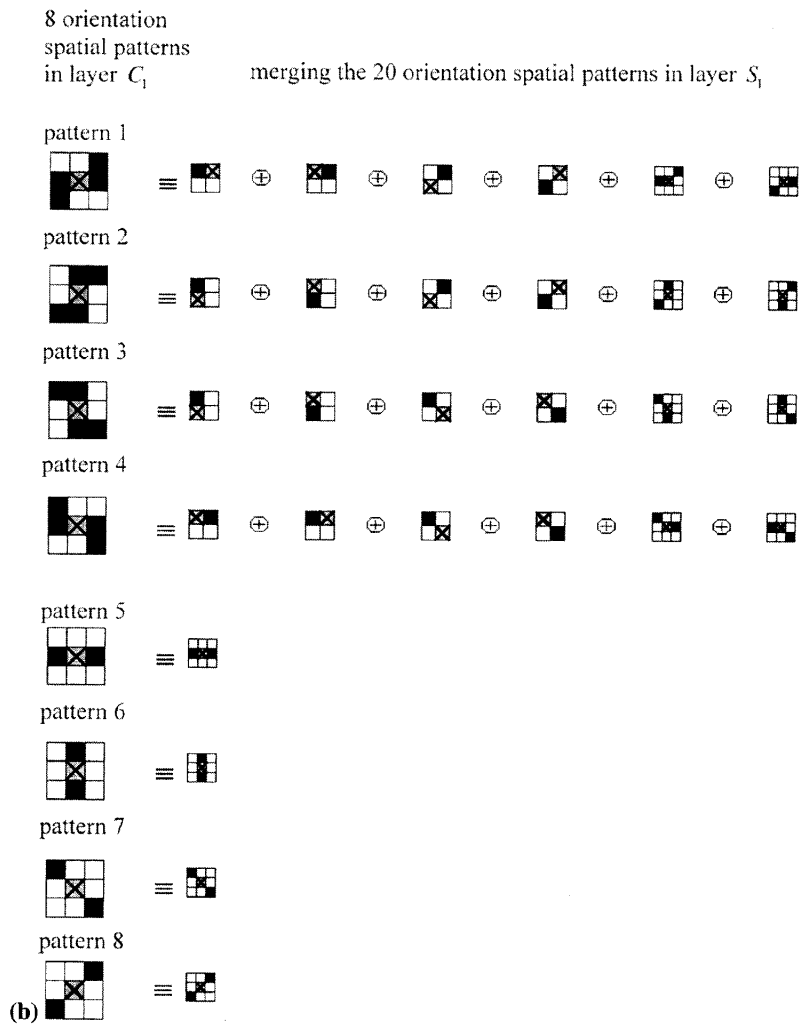 8 orientation
spatial patterns
in layer C₁
merging the 20 orientation spatial patterns in layer S₁
pattern 1
≡ ⊕ ⊕ ⊕ ⊕ ⊕
pattern 2
≡ ⊕ ⊕ ⊕ ⊕ ⊕
pattern 3
≡ ⊕ ⊕ ⊕ ⊕ ⊕
pattern 4
≡ ⊕ ⊕ ⊕ ⊕ ⊕
pattern 5
≡
pattern 6
≡
pattern 7
≡
pattern 8
≡
(b)